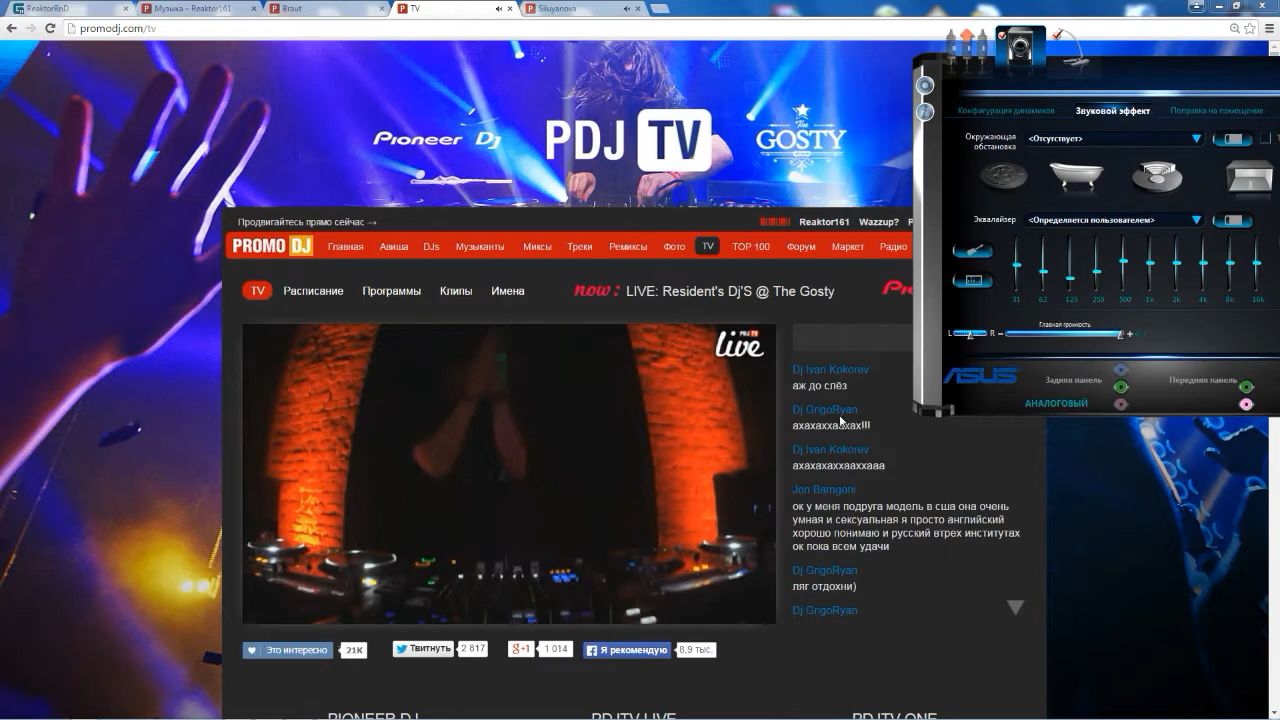 ReaktorRnD
Музыка – Reaktor161
Braut
TV
Siluyanova
promodj.com/tv
Pioneer Dj
PDJ TV
The GOSTY
Продвигайтесь прямо сейчас →
Reaktor161 Wazzup?
PROMO DJ
Главная Афиша DJs Музыканты Миксы Треки Ремиксы Фото TV TOP 100 Форум Маркет Радио
TV Расписание Программы Клипы Имена
now: LIVE: Resident's Dj'S @ The Gosty
PDJ TV
live
Dj Ivan Kokorev
аж до слёз
Dj GrigoRyan
ахахаххаахах!!!
Dj Ivan Kokorev
ахахахаххааххааа
Jon Bamgoni
ок у меня подруга модель в сша она очень
умная и сексуальная я просто английский
хорошо понимаю и русский втрех институтах
ок пока всем удачи
Dj GrigoRyan
ляг отдохни)
Dj GrigoRyan
Это интересно 21K
Твитнуть 2 817
g+1 1 014
Я рекомендую 6,9 тыс.
PIONEER DJ
PDJTV LIVE
PDJTV ONE
Конфигурация динамиков Звуковой эффект Поправка на помещение
Окружающая
обстановка
<Отсутствует>
Эквалайзер <Определяется пользователем>
31 62 125 250 500 1k 2k 4k 8k 16k
Главная громкость
L R − +
ASUS
Задняя панель Передняя панель
АНАЛОГОВЫЙ